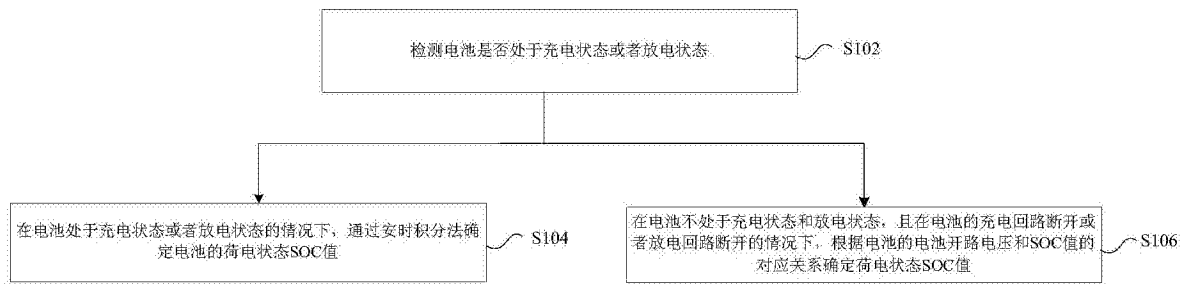 检测电池是否处于充电状态或者放电状态
S102
在电池处于充电状态或者放电状态的情况下，通过安时积分法确
定电池的荷电状态SOC值
S104
在电池不处于充电状态和放电状态，且在电池的充电回路断开或
者放电回路断开的情况下，根据电池的电池开路电压和SOC值的
对应关系确定荷电状态SOC值
S106